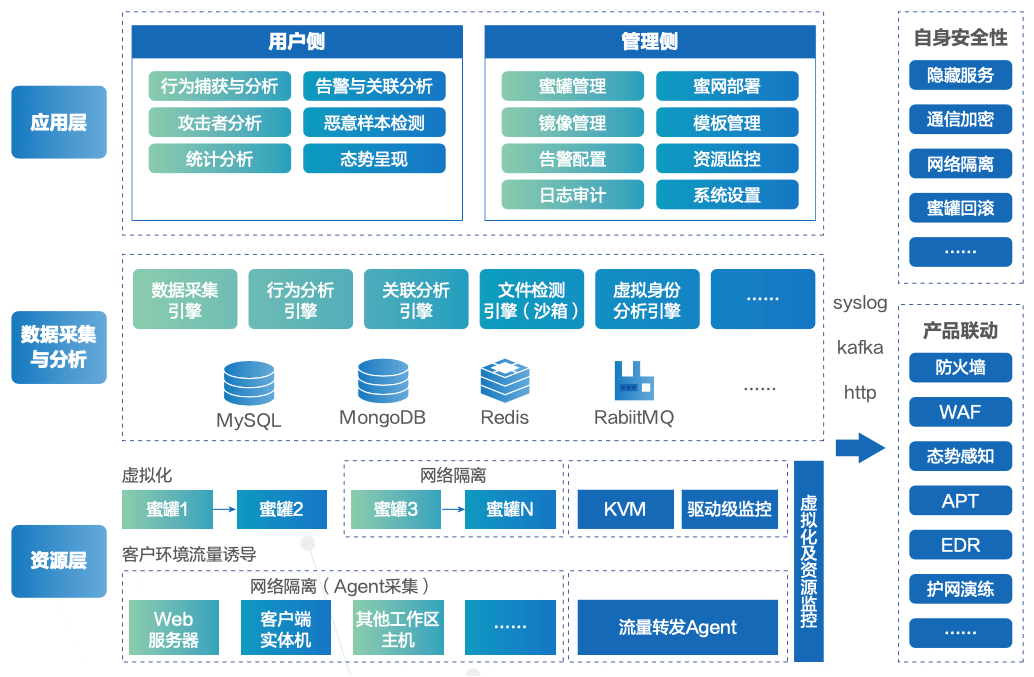 应用层
用户侧
行为捕获与分析
告警与关联分析
攻击者分析
恶意样本检测
统计分析
态势呈现
管理侧
蜜罐管理
蜜网部署
镜像管理
模板管理
告警配置
资源监控
日志审计
系统设置
数据采集
与分析
数据采集
引擎
行为分析
引擎
关联分析
引擎
文件检测
引擎（沙箱）
虚拟身份
分析引擎
······
MySQL
MongoDB
Redis
RabiitMQ
······
资源层
虚拟化
蜜罐1
蜜罐2
网络隔离
蜜罐3
蜜罐N
KVM
驱动级监控
客户环境流量诱导
网络隔离（Agent采集）
Web
服务器
客户端
实体机
其他工作区
主机
······
流量转发Agent
虚拟化及资源监控
syslog
kafka
http
自身安全性
隐藏服务
通信加密
网络隔离
蜜罐回滚
······
产品联动
防火墙
WAF
态势感知
APT
EDR
护网演练
······